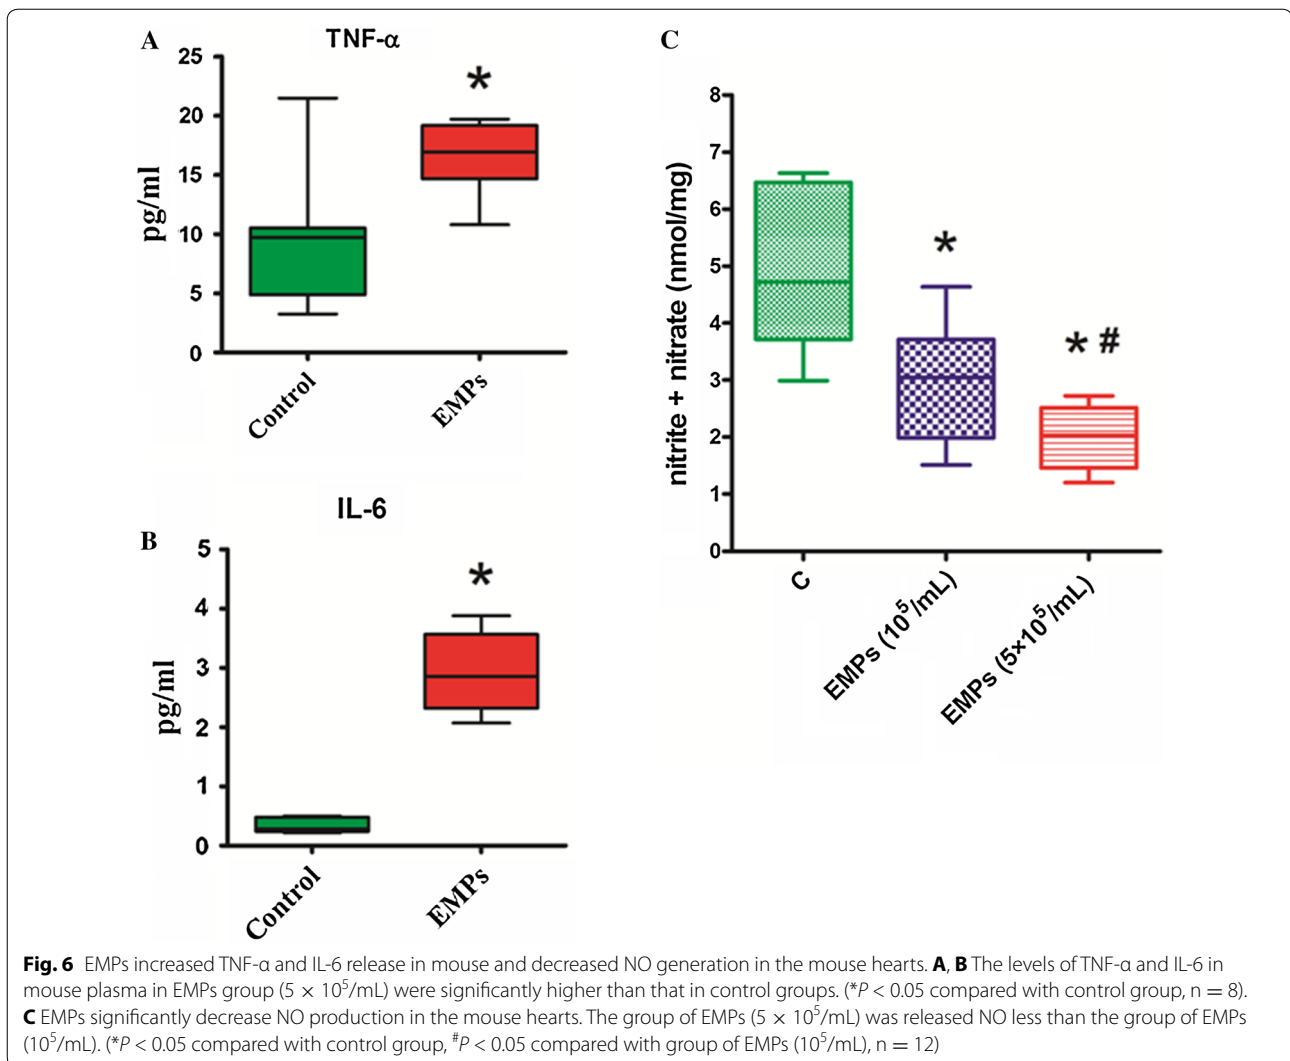 A
TNF-α
25
20
15
10
5
0
pg/ml
*
Control
EMPs
B
IL-6
5
4
3
2
1
0
pg/ml
*
Control
EMPs
C
8
7
6
5
4
3
2
1
0
nitrite + nitrate (nmol/mg)
*
* #
C
EMPs (10⁵/mL)
EMPs (5×10⁵/mL)
Fig. 6 EMPs increased TNF-α and IL-6 release in mouse and decreased NO generation in the mouse hearts. A, B The levels of TNF-α and IL-6 in
mouse plasma in EMPs group (5 × 10⁵/mL) were significantly higher than that in control groups. (*P < 0.05 compared with control group, n = 8).
C EMPs significantly decrease NO production in the mouse hearts. The group of EMPs (5 × 10⁵/mL) was released NO less than the group of EMPs
(10⁵/mL). (*P < 0.05 compared with control group, #P < 0.05 compared with group of EMPs (10⁵/mL), n = 12)